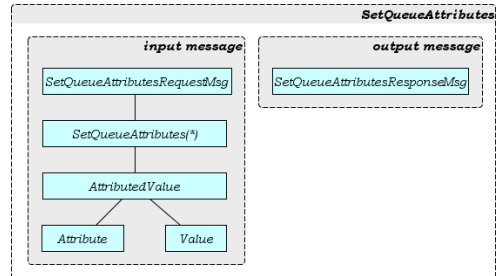 SetQueueAttributes
input message
output message
SetQueueAttributesRequestMsg
SetQueueAttributesResponseMsg
SetQueueAttributes(*)
AttributedValue
Attribute
Value